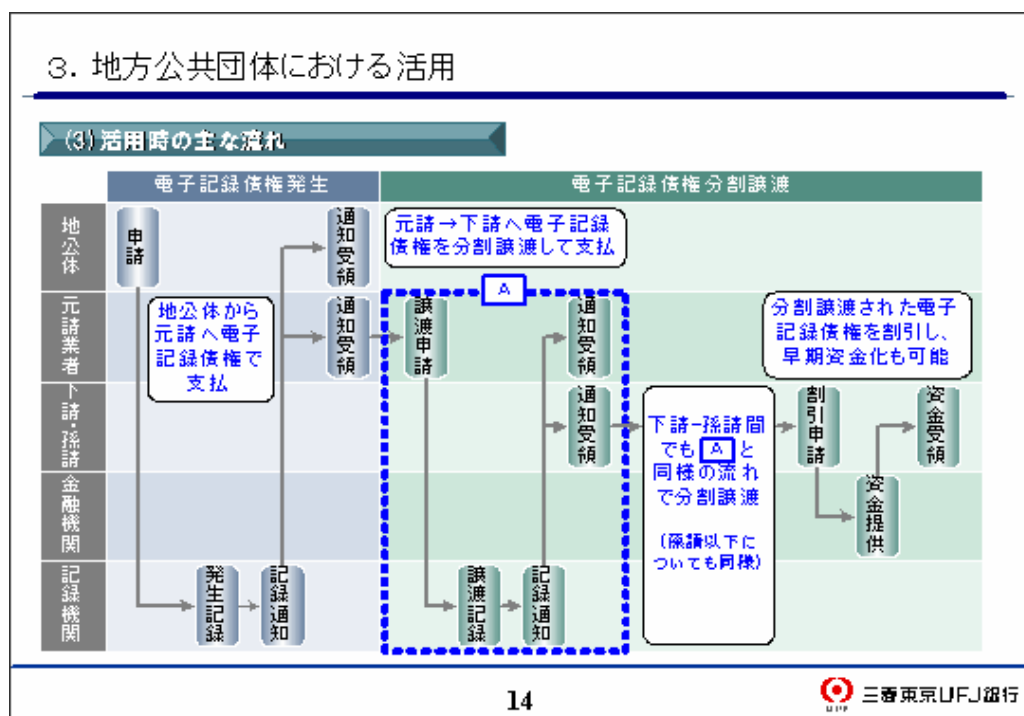 3. 地方公共団体における活用
(3)活用時の主な流れ
電子記録債権発生
電子記録債権分割譲渡
地公体
申請
通知受領
元請→下請へ電子記録
債権を分割譲渡して支払
A
元請業者
地公体から
元請へ電子
記録債権で
支払
通知受領
譲渡申請
通知受領
分割譲渡された電子
記録債権を割引し、
早期資金化も可能
下請・孫請
通知受領
下請-孫請間
でも A と
同様の流れ
で分割譲渡
(孫請以下に
ついても同様)
割引申請
資金受領
金融機関
資金提供
記録機関
発生記録
記録通知
譲渡記録
記録通知
14
三菱東京UFJ銀行